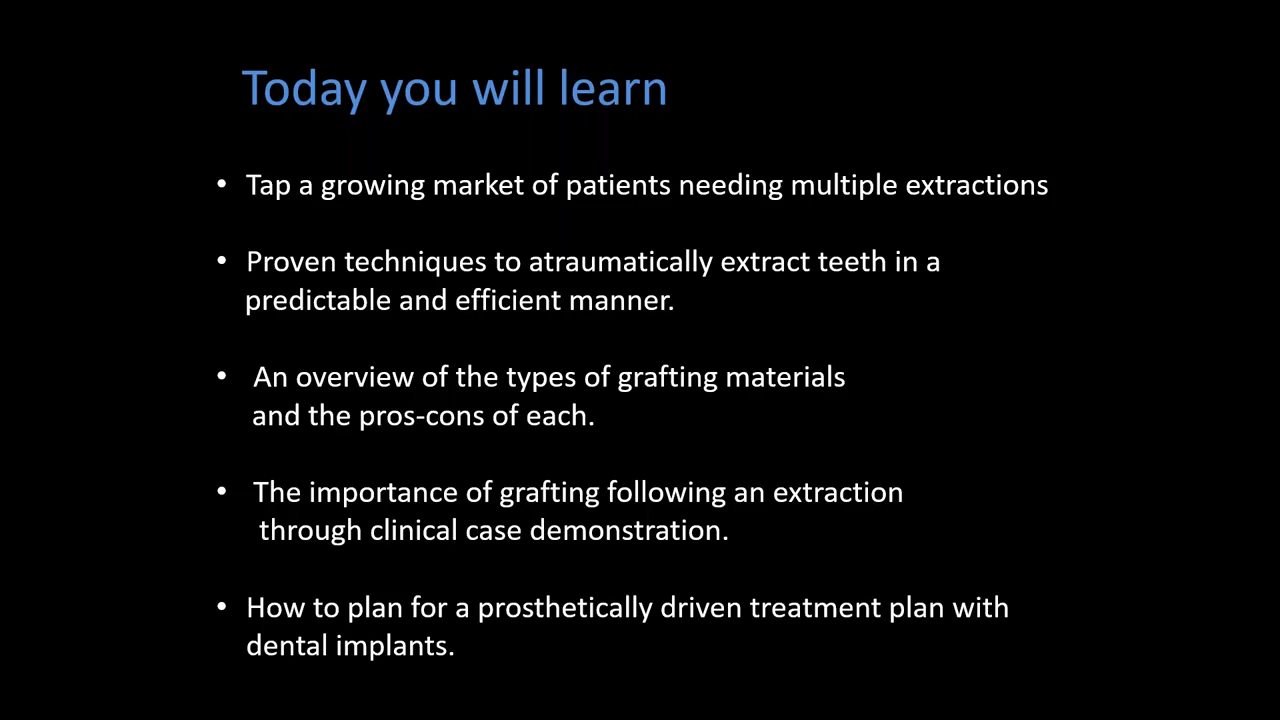 Today you will learn
• Tap a growing market of patients needing multiple extractions
• Proven techniques to atraumatically extract teeth in a
predictable and efficient manner.
• An overview of the types of grafting materials
and the pros-cons of each.
• The importance of grafting following an extraction
through clinical case demonstration.
• How to plan for a prosthetically driven treatment plan with
dental implants.